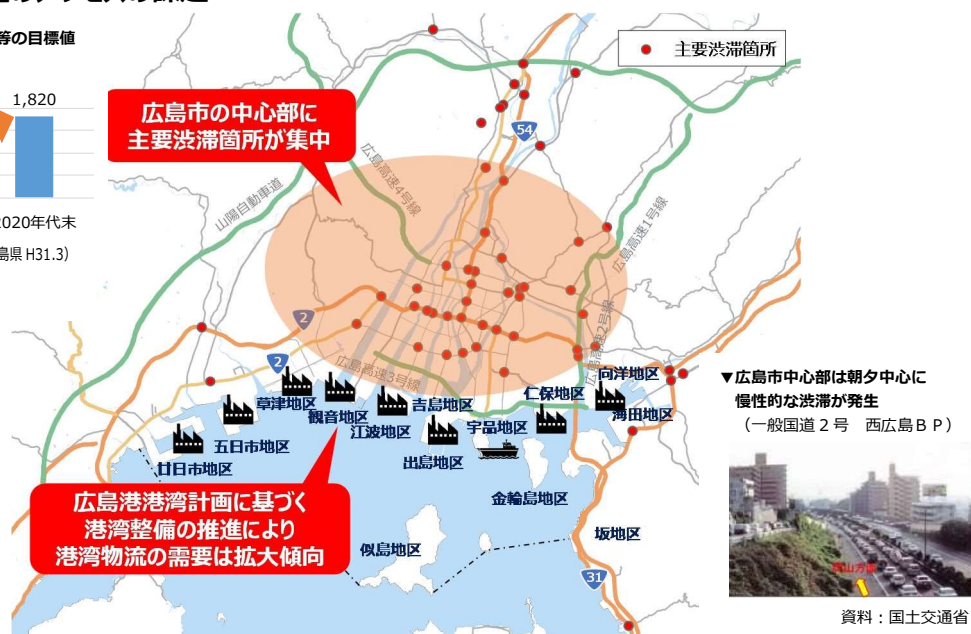 等の目標値
1,820
2020年代末
島県 H31.3)
主要渋滞箇所
広島市の中心部に
主要渋滞箇所が集中
54
広島高速4号線
山陽自動車道
広島高速1号線
2
広島高速2号線
2
広島高速3号線
向洋地区
仁保地区
草津地区
観音地区
吉島地区
海田地区
江波地区
宇品地区
五日市地区
出島地区
廿日市地区
金輪島地区
坂地区
似島地区
広島港港湾計画に基づく
港湾整備の推進により
港湾物流の需要は拡大傾向
31
▼広島市中心部は朝夕中心に
慢性的な渋滞が発生
(一般国道2号 西広島BP)
資料:国土交通省